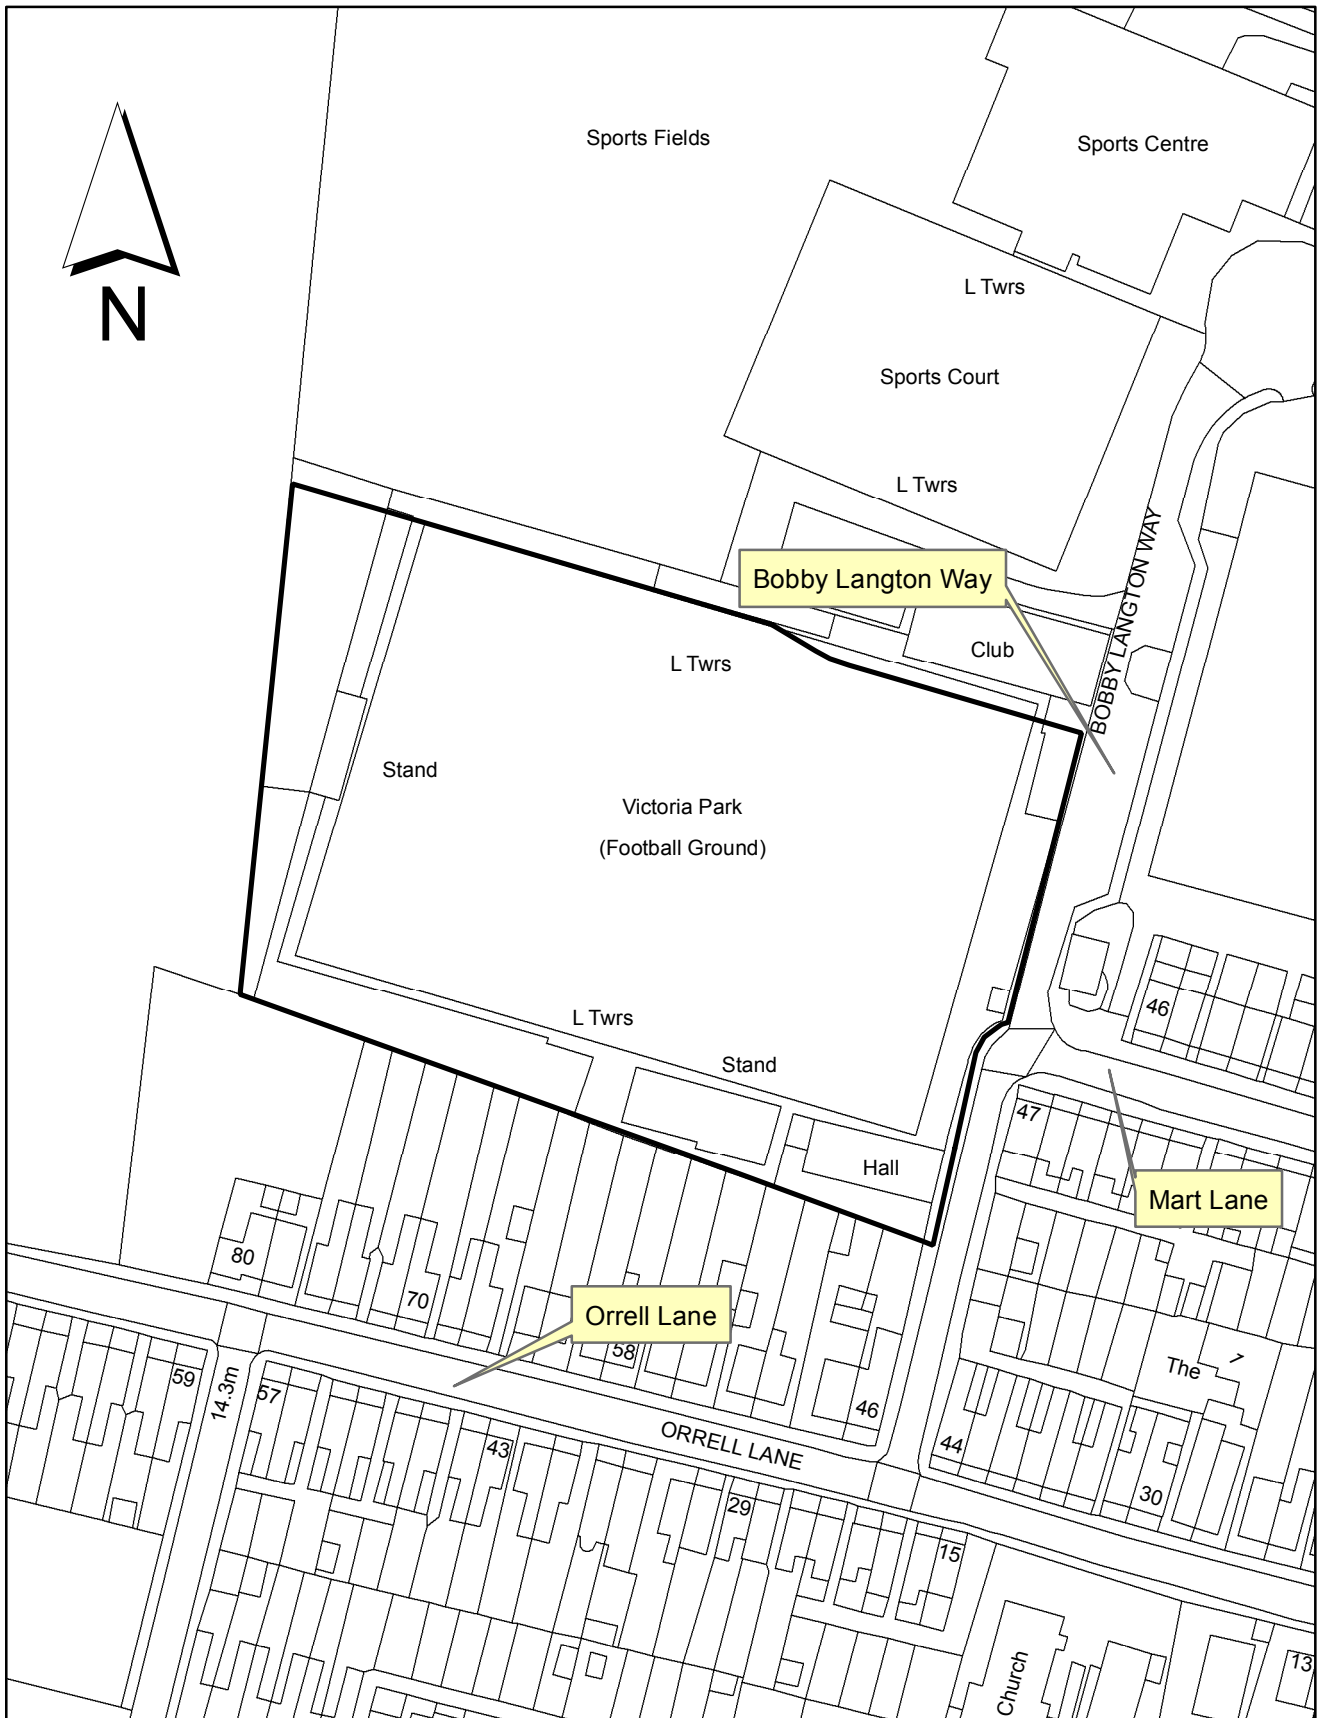 Sports Fields
Sports Centre
N
L Twrs
Sports Court
L Twrs
BOBBY LANGTON WAY
Bobby Langton Way
Club
L Twrs
Stand
Victoria Park
(Football Ground)
46
L Twrs
Stand
47
Hall
Mart Lane
80
70
Orrell Lane
58
The
1
59
14.3m
57
46
ORRELL LANE
43
44
30
29
15
Church
13